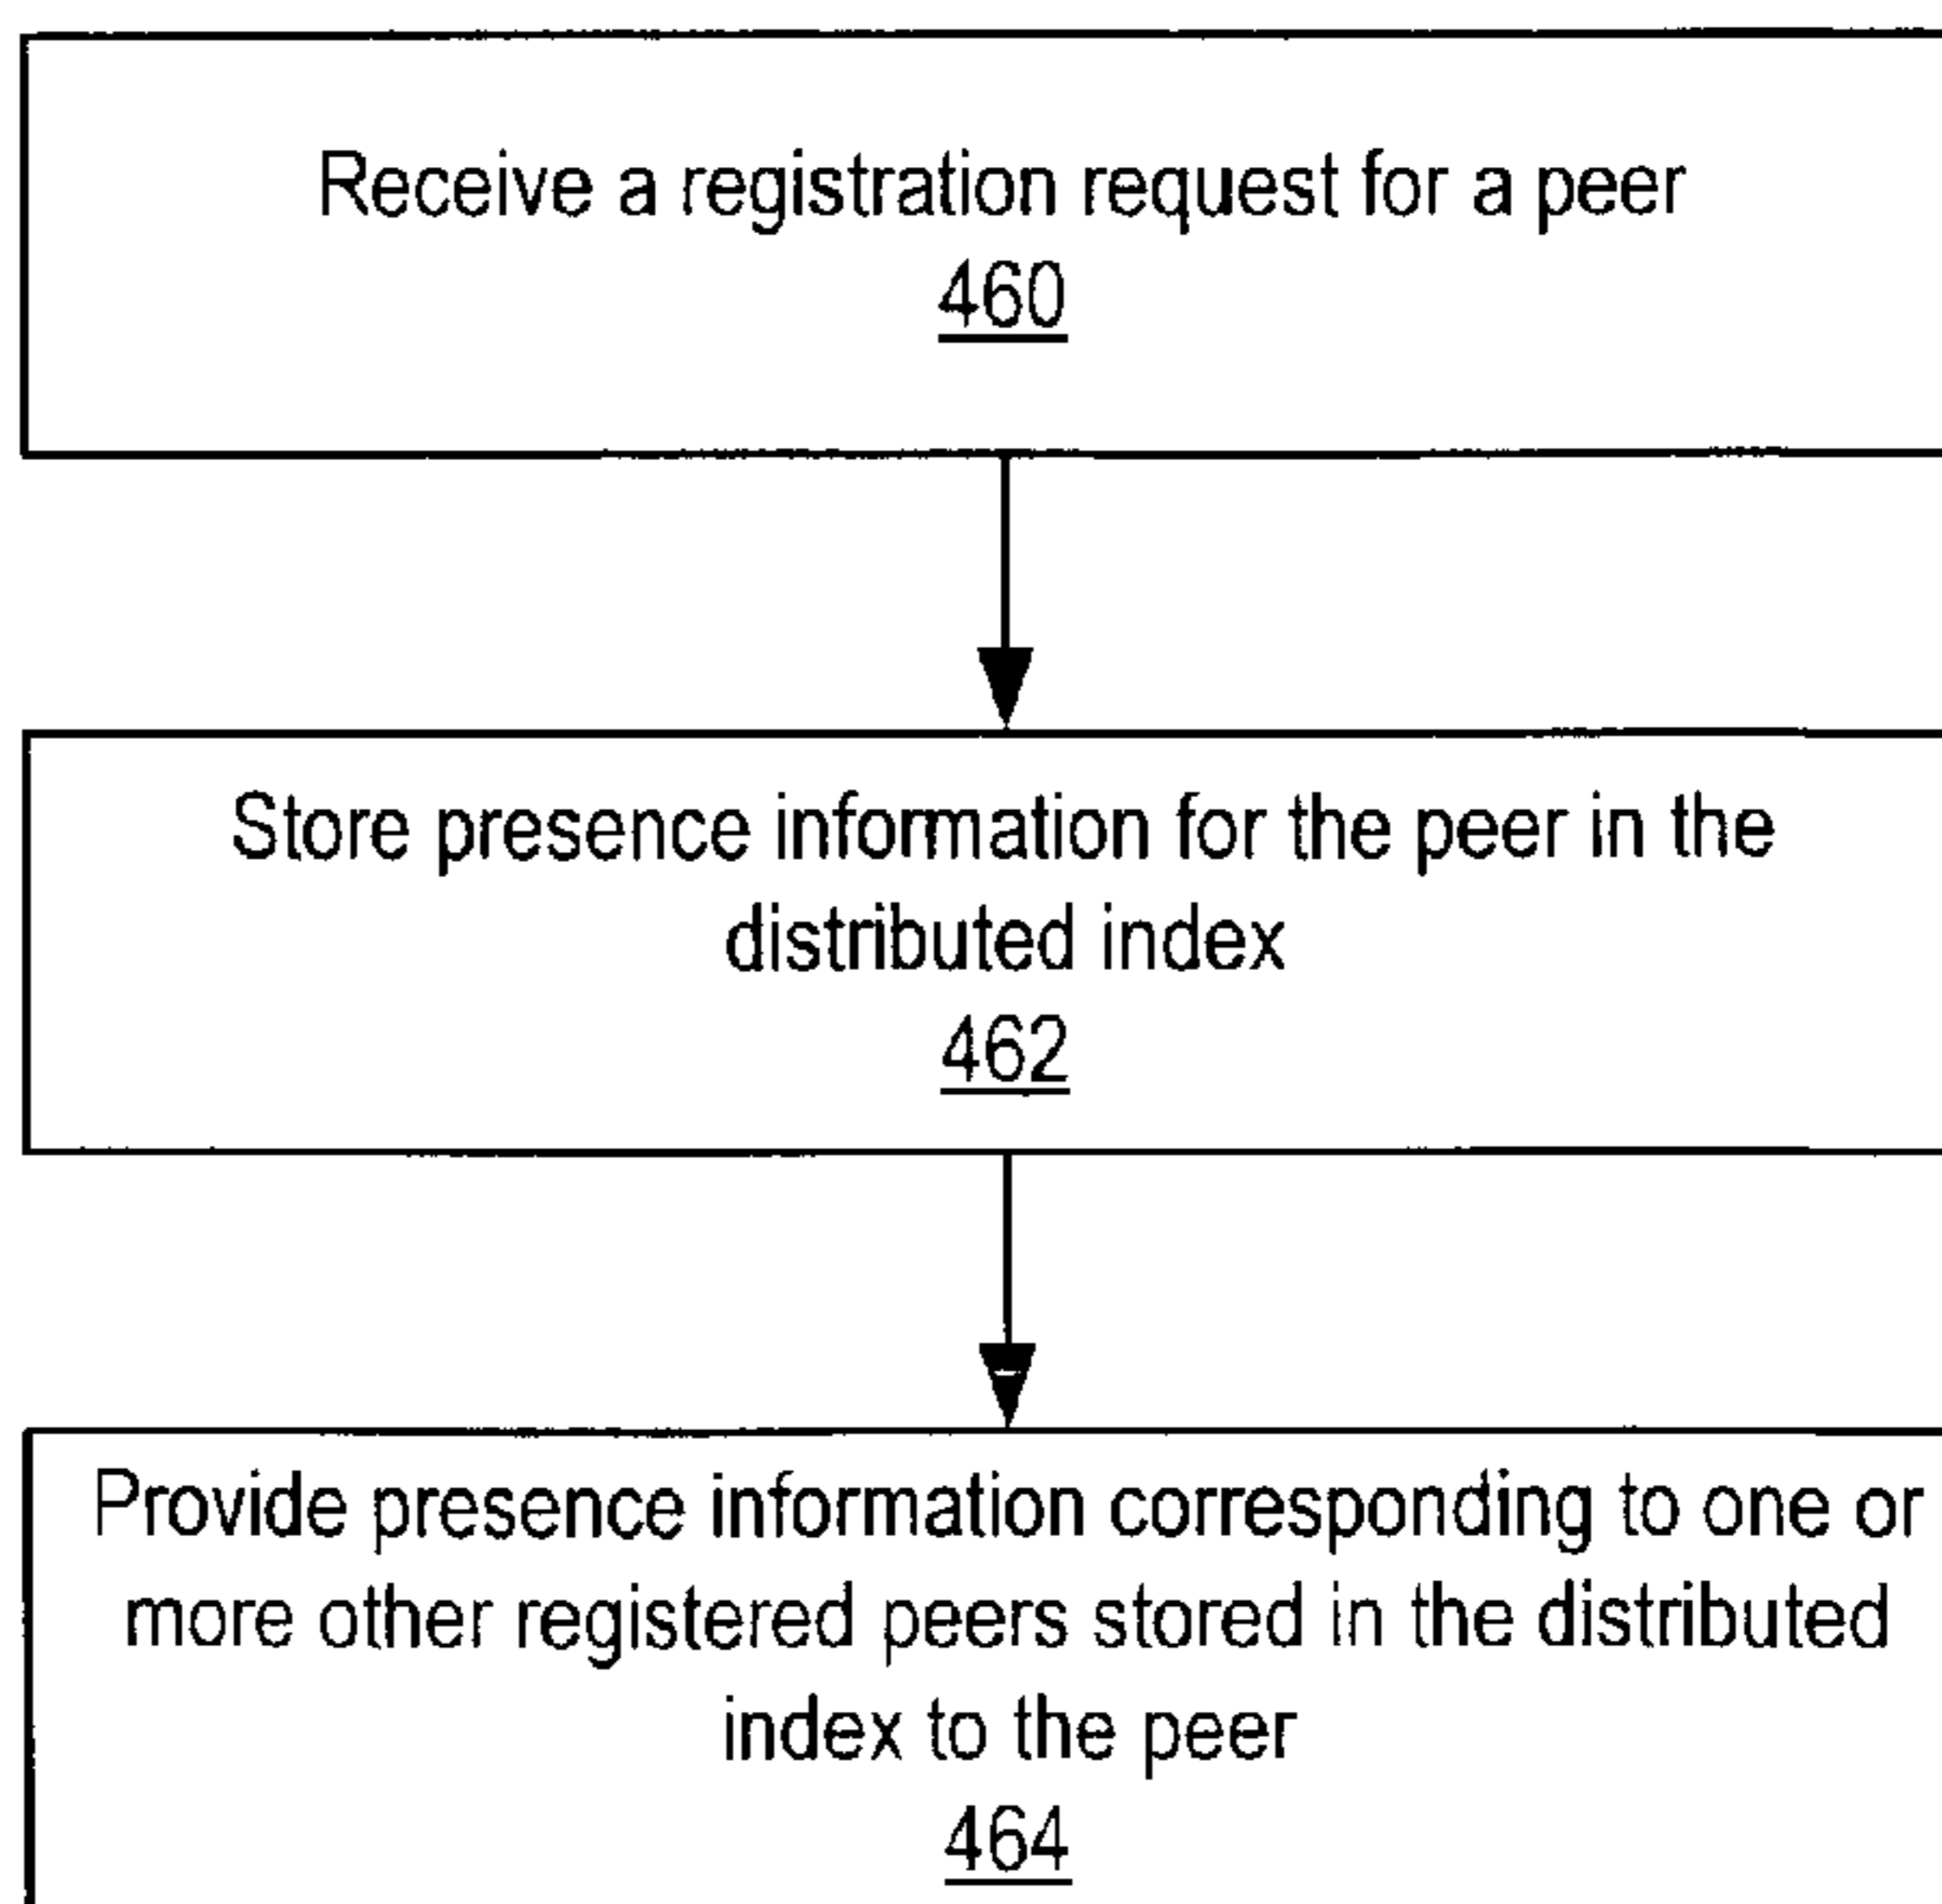 Receive a registration request for a peer
460
Store presence information for the peer in the
distributed index
462
Provide presence information corresponding to one or
more other registered peers stored in the distributed
index to the peer
464